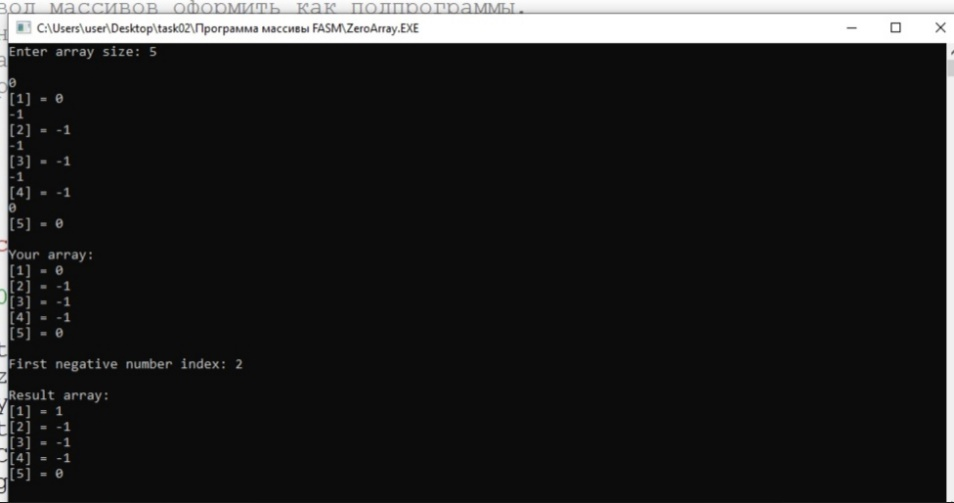 вод массивов оформить как подпрограммы.
C:\Users\user\Desktop\task02\Программа массивы FASM\ZeroArray.EXE
Enter array size: 5
0
[1] = 0
-1
[2] = -1
-1
[3] = -1
-1
[4] = -1
0
[5] = 0
Your array:
[1] = 0
[2] = -1
[3] = -1
[4] = -1
[5] = 0
First negative number index: 2
Result array:
[1] = 1
[2] = -1
[3] = -1
[4] = -1
[5] = 0